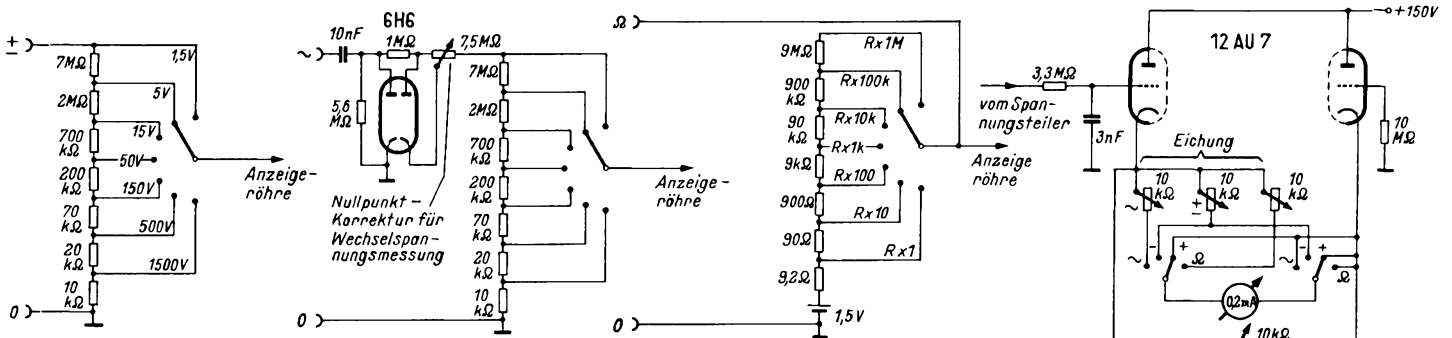 ±
1,5V
7MΩ
5V
2MΩ
15V
700
kΩ
50V
200
kΩ
150V
70
kΩ
500V
20
kΩ
1500V
10
kΩ
0
Anzeige-
röhre
6H6
10nF
1MΩ
7,5MΩ
~
5,6
MΩ
7MΩ
2MΩ
700
kΩ
200
kΩ
70
kΩ
20
kΩ
10
kΩ
0
Nullpunkt-
Korrektur für
Wechselspan-
nungsmessung
Anzeige-
röhre
Ω
9MΩ
Rx1M
900
kΩ
Rx100k
90
kΩ
Rx10k
Rx1k
9kΩ
Rx100
900Ω
Rx10
90Ω
Rx1
9,2Ω
1,5V
0
Anzeige
röhre
+150V
12 AU 7
3,3MΩ
vom Span-
nungsteiler
3nF
10
MΩ
Eichung
10
kΩ
10
kΩ
10
kΩ
~
±
~
-
+
Ω
~
-
+
Ω
0,2mA
10kΩ